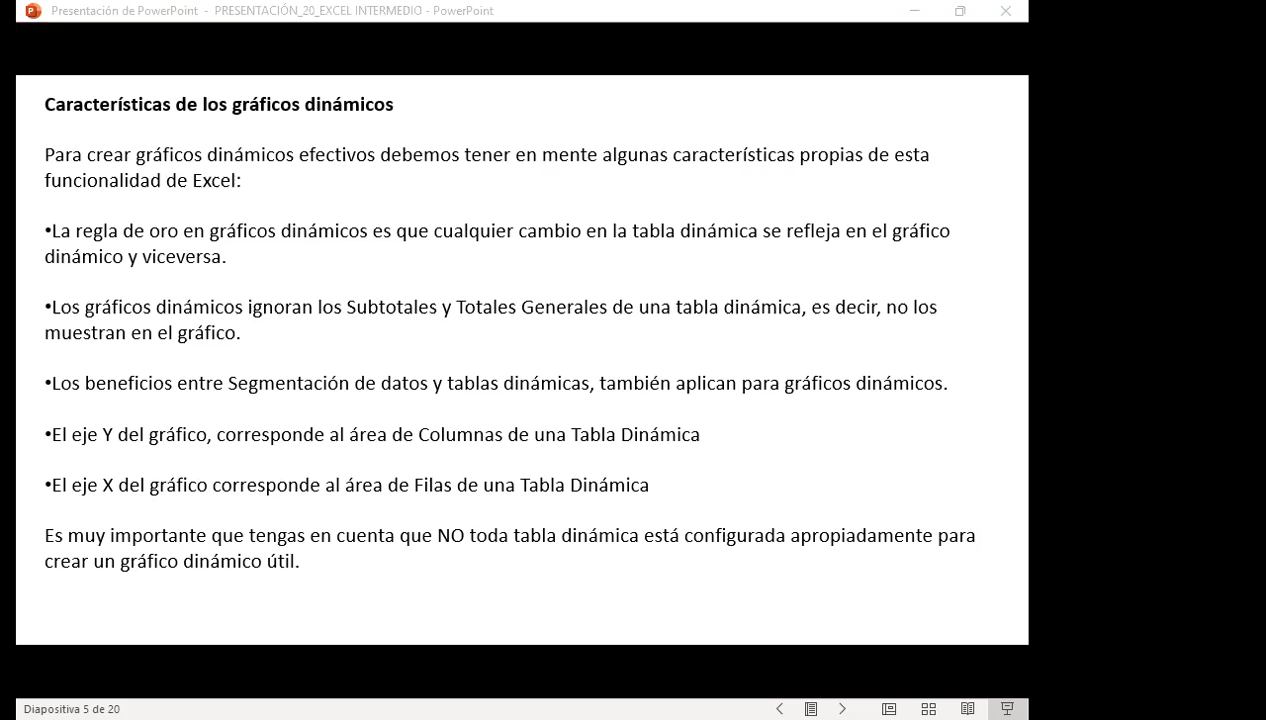 Presentación de PowerPoint - PRESENTACIÓN_20_EXCEL INTERMEDIO - PowerPoint
Características de los gráficos dinámicos
Para crear gráficos dinámicos efectivos debemos tener en mente algunas características propias de esta
funcionalidad de Excel:
•La regla de oro en gráficos dinámicos es que cualquier cambio en la tabla dinámica se refleja en el gráfico
dinámico y viceversa.
•Los gráficos dinámicos ignoran los Subtotales y Totales Generales de una tabla dinámica, es decir, no los
muestran en el gráfico.
•Los beneficios entre Segmentación de datos y tablas dinámicas, también aplican para gráficos dinámicos.
•El eje Y del gráfico, corresponde al área de Columnas de una Tabla Dinámica
•El eje X del gráfico corresponde al área de Filas de una Tabla Dinámica
Es muy importante que tengas en cuenta que NO toda tabla dinámica está configurada apropiadamente para
crear un gráfico dinámico útil.
Diapositiva 5 de 20